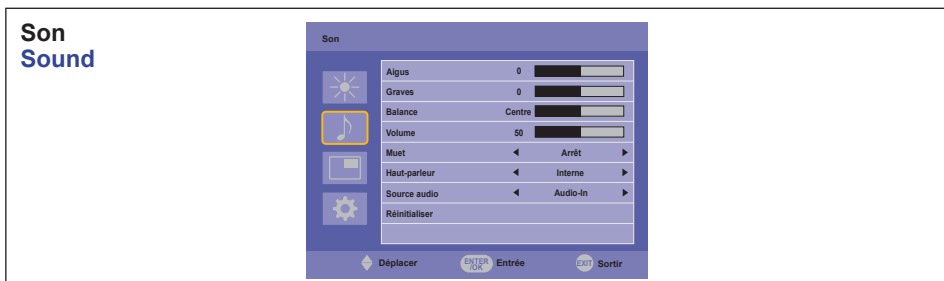 Son
Sound
Son
Aigus 0
Graves 0
Balance Centre
Volume 50
Muet Arrêt
Haut-parleur Interne
Source audio Audio-In
Réinitialiser
Déplacer ENTER /OK Entrée EXIT Sortir